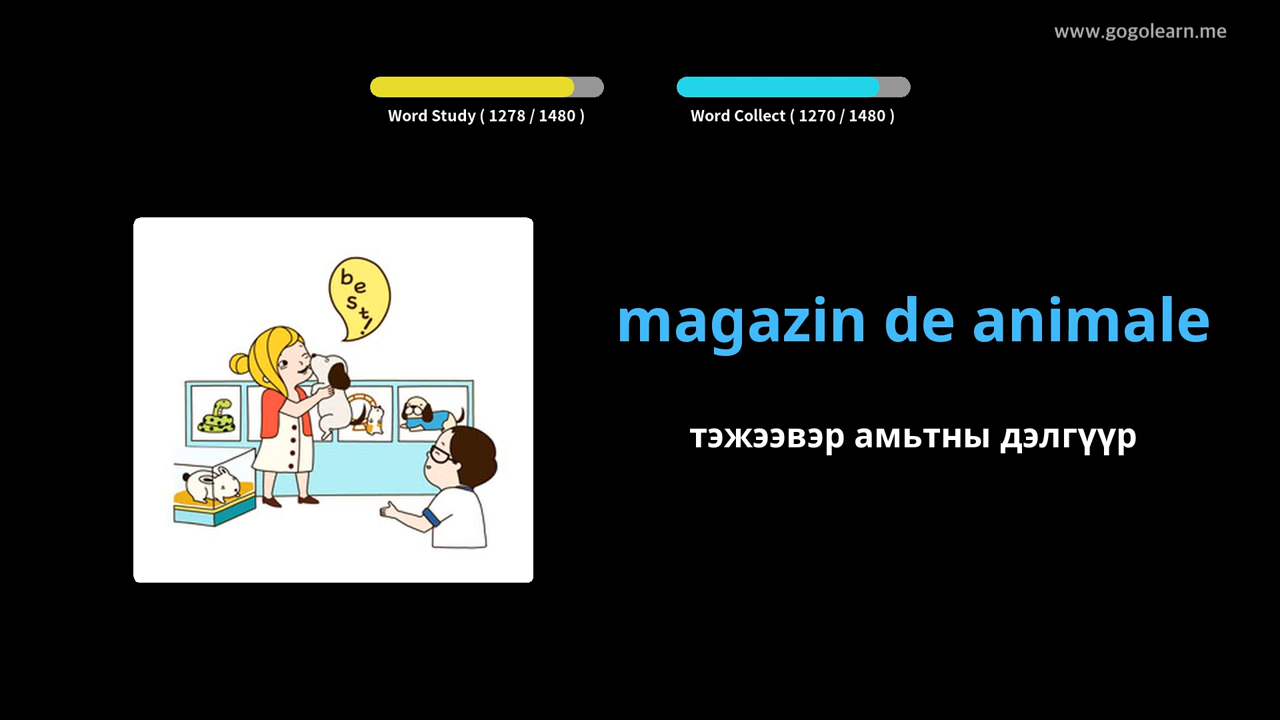 www.gogolearn.me
Word Study ( 1278 / 1480 )
Word Collect ( 1270 / 1480 )
best!
magazin de animale
тэжээвэр амьтны дэлгүүр